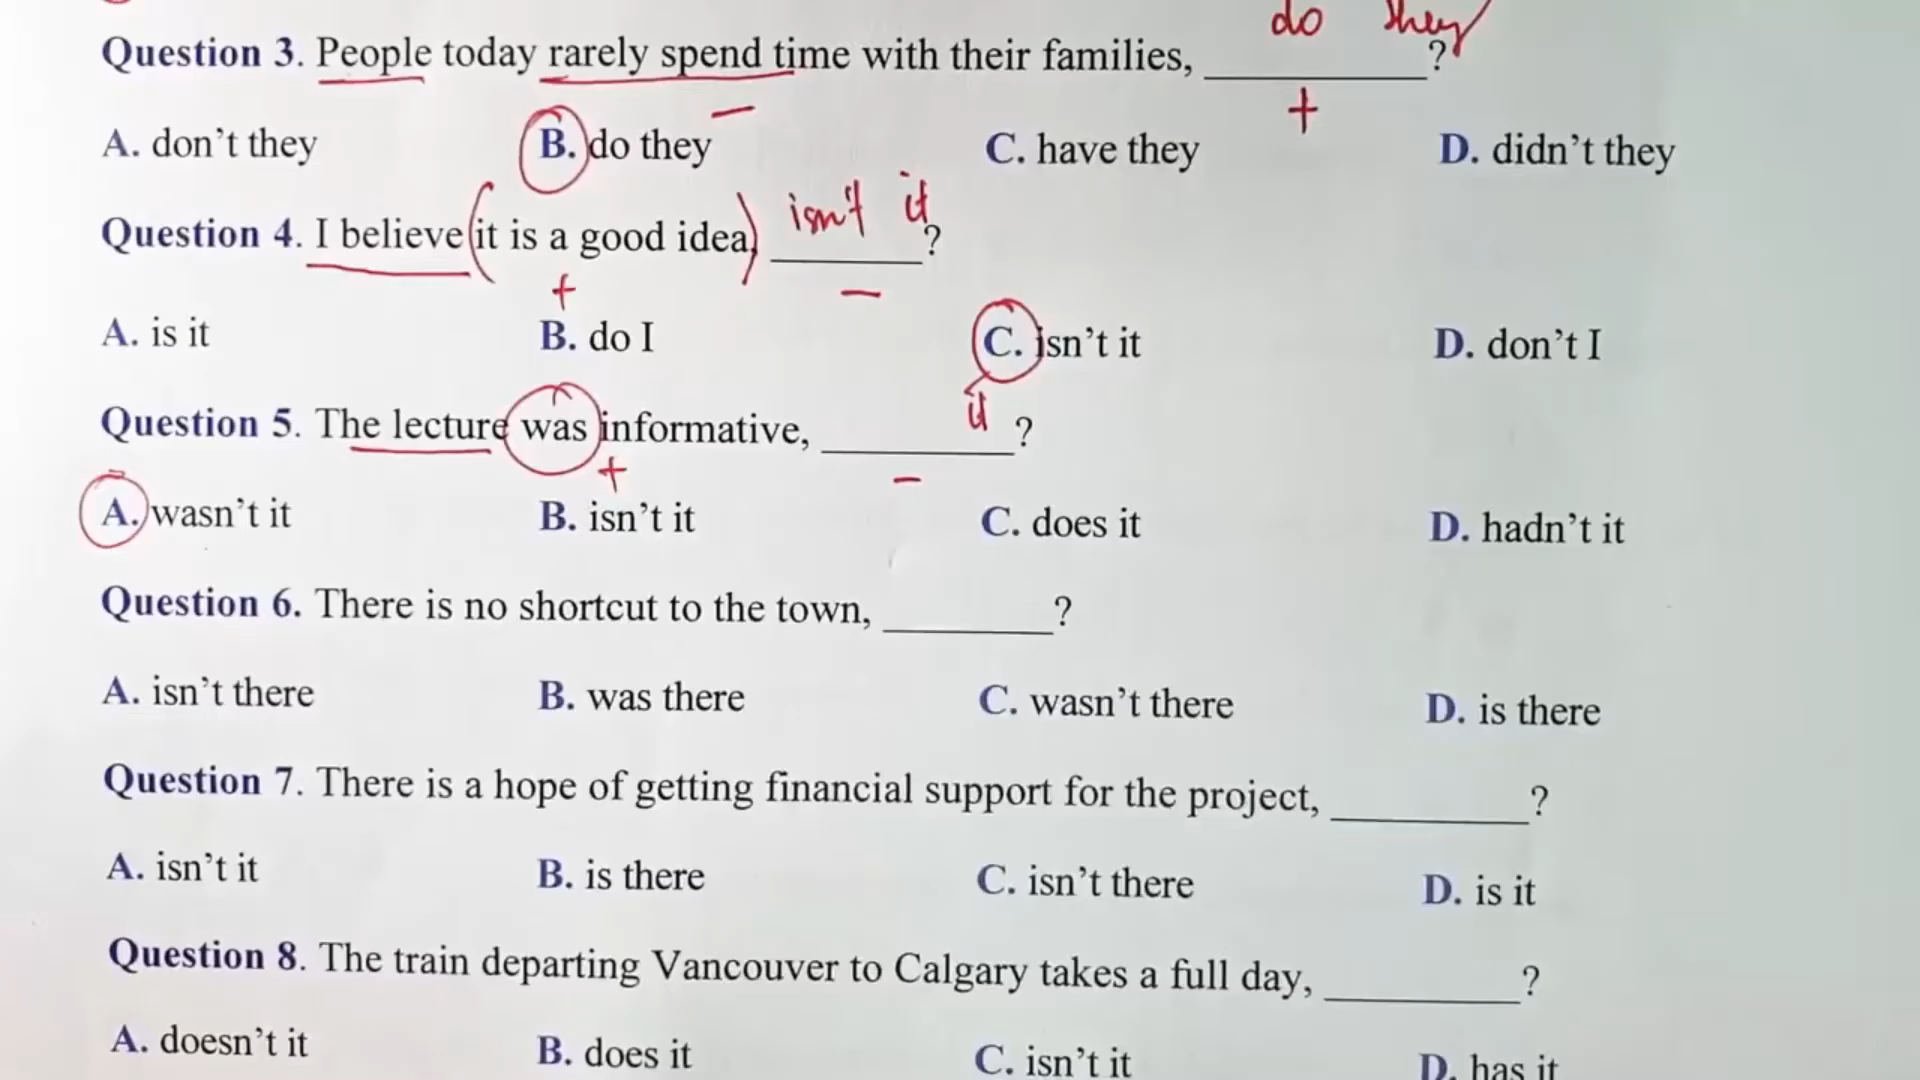 do they
Question 3. People today rarely spend time with their families, __________?
− +
A. don't they B. do they C. have they D. didn't they
isn't it
Question 4. I believe (it is a good idea) _______?
+ −
A. is it B. do I C. isn't it D. don't I
it
Question 5. The lecture was informative, _________?
+ −
A. wasn't it B. isn't it C. does it D. hadn't it
Question 6. There is no shortcut to the town, ________?
A. isn't there B. was there C. wasn't there D. is there
Question 7. There is a hope of getting financial support for the project, _________?
A. isn't it B. is there C. isn't there D. is it
Question 8. The train departing Vancouver to Calgary takes a full day, _________?
A. doesn't it B. does it C. isn't it D. has it